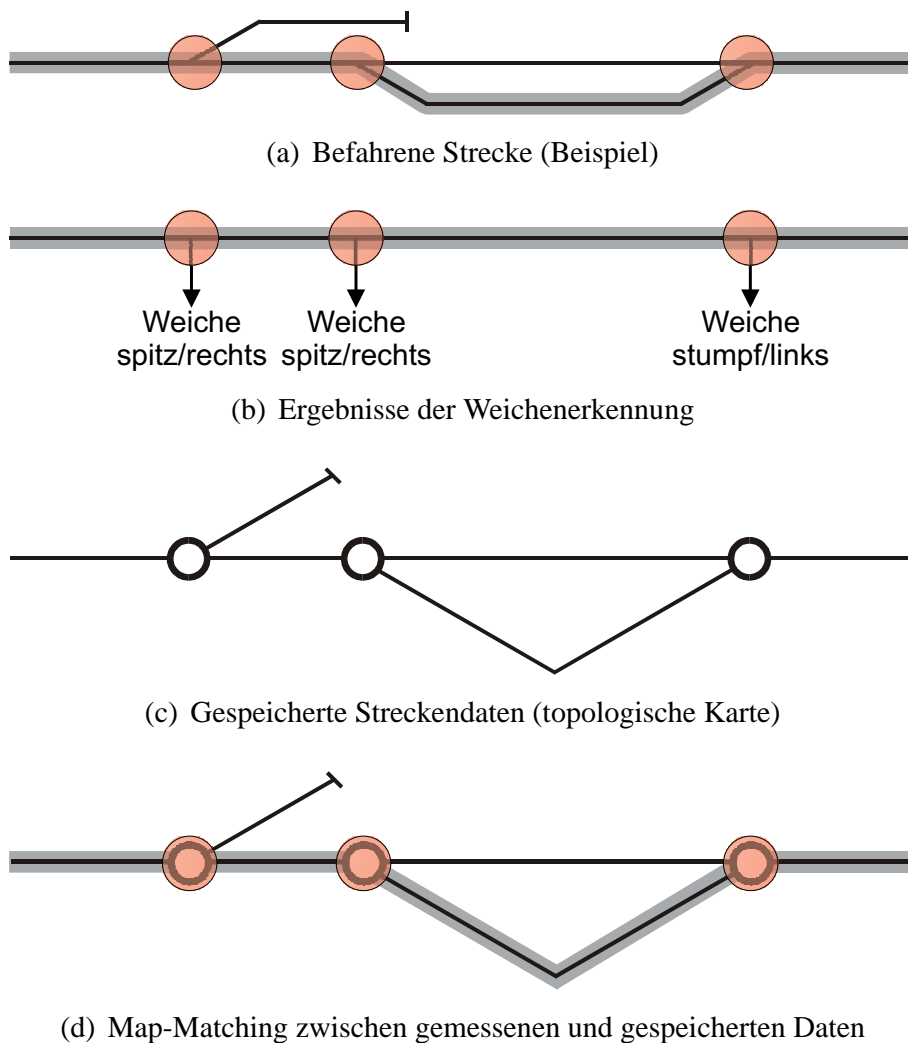 (a) Befahrene Strecke (Beispiel)
Weiche
spitz/rechts
Weiche
spitz/rechts
Weiche
stumpf/links
(b) Ergebnisse der Weichenerkennung
(c) Gespeicherte Streckendaten (topologische Karte)
(d) Map-Matching zwischen gemessenen und gespeicherten Daten